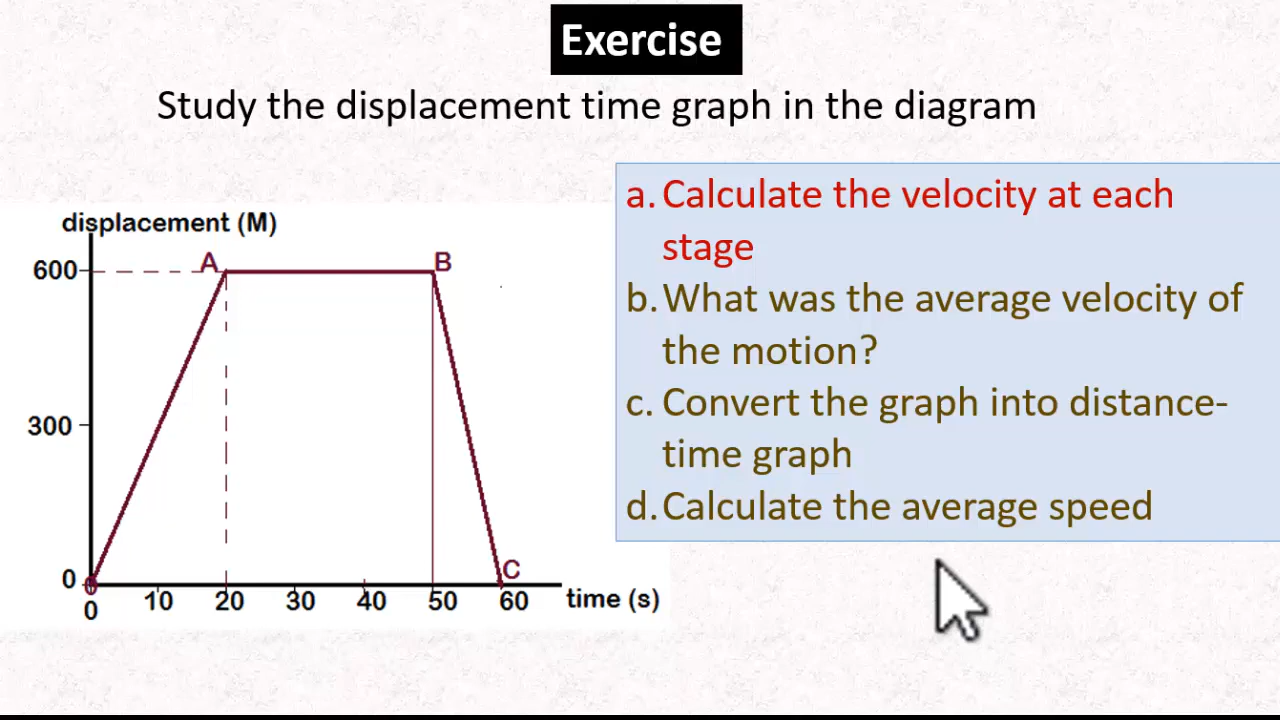 Exercise
Study the displacement time graph in the diagram
a. Calculate the velocity at each
stage
b. What was the average velocity of
the motion?
c. Convert the graph into distance-
time graph
d. Calculate the average speed
displacement (M)
600
A
B
300
0
0
C
0
10
20
30
40
50
60
time (s)